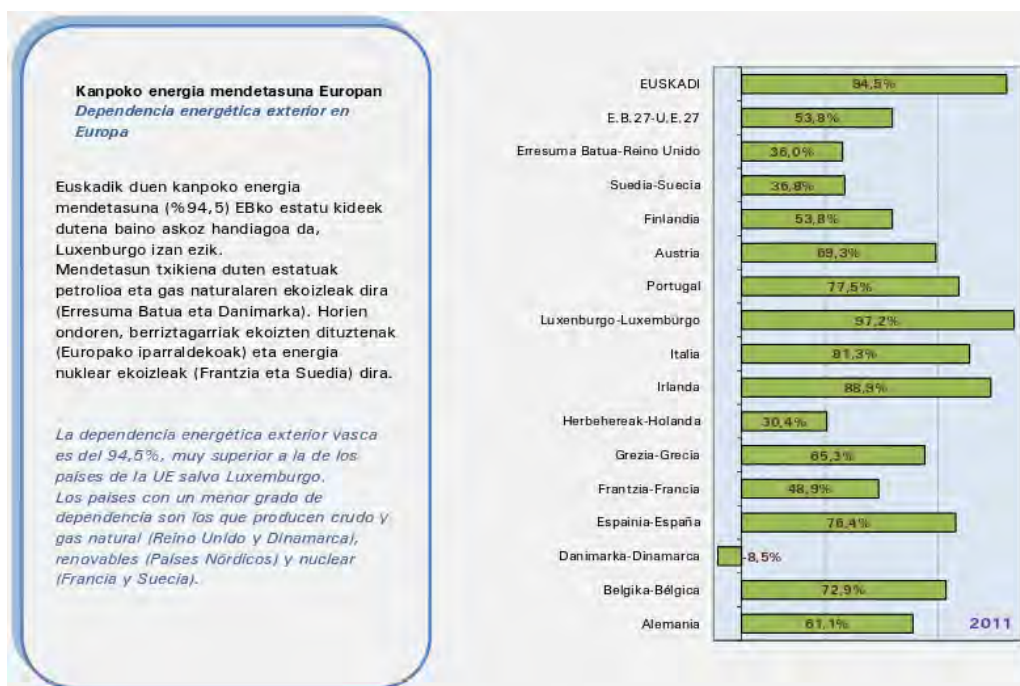 Kanpoko energia mendetasuna Europan
Dependencia energética exterior en
Europa
Euskadik duen kanpoko energia
mendetasuna (%94,5) EBko estatu kideek
dutena baino askoz handiagoa da,
Luxenburgo izan ezik.
Mendetasun txikiena duten estatuak
petrolioa eta gas naturalaren ekoizleak dira
(Erresuma Batua eta Danimarka). Horien
ondoren, berriztagarriak ekoizten dituztenak
(Europako iparraldekoak) eta energia
nuklear ekoizleak (Frantzia eta Suedia) dira.
La dependencia energética exterior vasca
es del 94,5%, muy superior a la de los
países de la UE salvo Luxemburgo.
Los países con un menor grado de
dependencia son los que producen crudo y
gas natural (Reino Unido y Dinamarca),
renovables (Países Nórdicos) y nuclear
(Francia y Suecia).
EUSKADI 94,5%
E.B.27-U.E.27 53,8%
Erresuma Batua-Reino Unido 36,0%
Suedia-Suecia 36,8%
Finlandia 53,8%
Austria 69,3%
Portugal 77,5%
Luxenburgo-Luxemburgo 97,2%
Italia 81,3%
Irlanda 88,9%
Herbehereak-Holanda 30,4%
Grezia-Grecia 65,3%
Frantzia-Francia 48,9%
Espainia-España 76,4%
Danimarka-Dinamarca -8,5%
Belgika-Bélgica 72,9%
Alemania 61,1%
2011